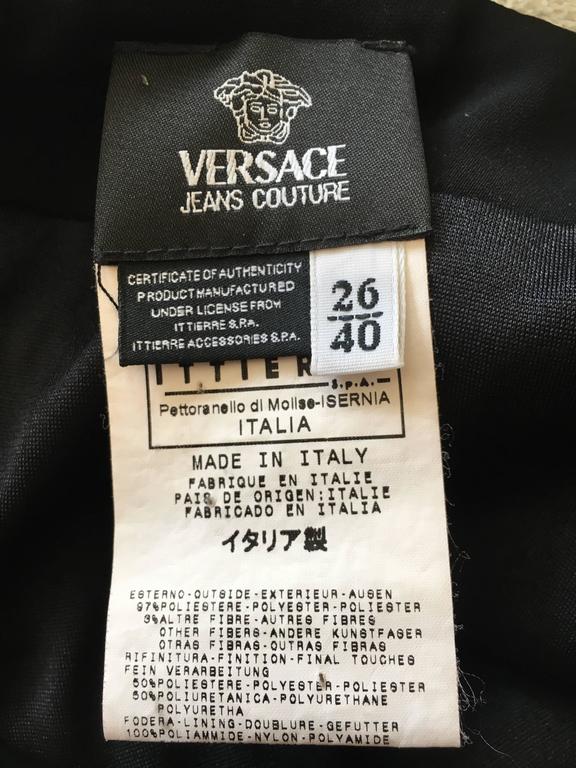 VERSACE
JEANS COUTURE
CERTIFICATE OF AUTHENTICITY
PRODUCT MANUFACTURED
UNDER LICENSE FROM
ITTIERRE S.P.A.
ITTIERRE ACCESSORIES S.P.A.
26
40
ITTIER
S.p.A.
Pettoranello di Molise-ISERNIA
ITALIA
MADE IN ITALY
FABRIQUE EN ITALIE
PAIS DE ORIGEN:ITALIE
FABRICADO EN ITALIA
イタリア製
ESTERNO-OUTSIDE-EXTERIEUR-AUSEN
97%POLIESTERE-POLYESTER-POLIESTER
3%ALTRE FIBRE-AUTRES FIBRES
OTHER FIBERS-ANDERE KUNSTFASER
OTRAS FIBRAS-OUTRAS FIBRAS
RIFINITURA-FINITION-FINAL TOUCHES
FEIN VERARBEITUNG
50%POLIESTERE-POLYESTER-POLIESTER
50%POLIURETANICA-POLYURETHANE
POLYURETHA
FODERA-LINING-DOUBLURE-GEFUTTER
100%POLIAMMIDE-NYLON-POLYAMIDE